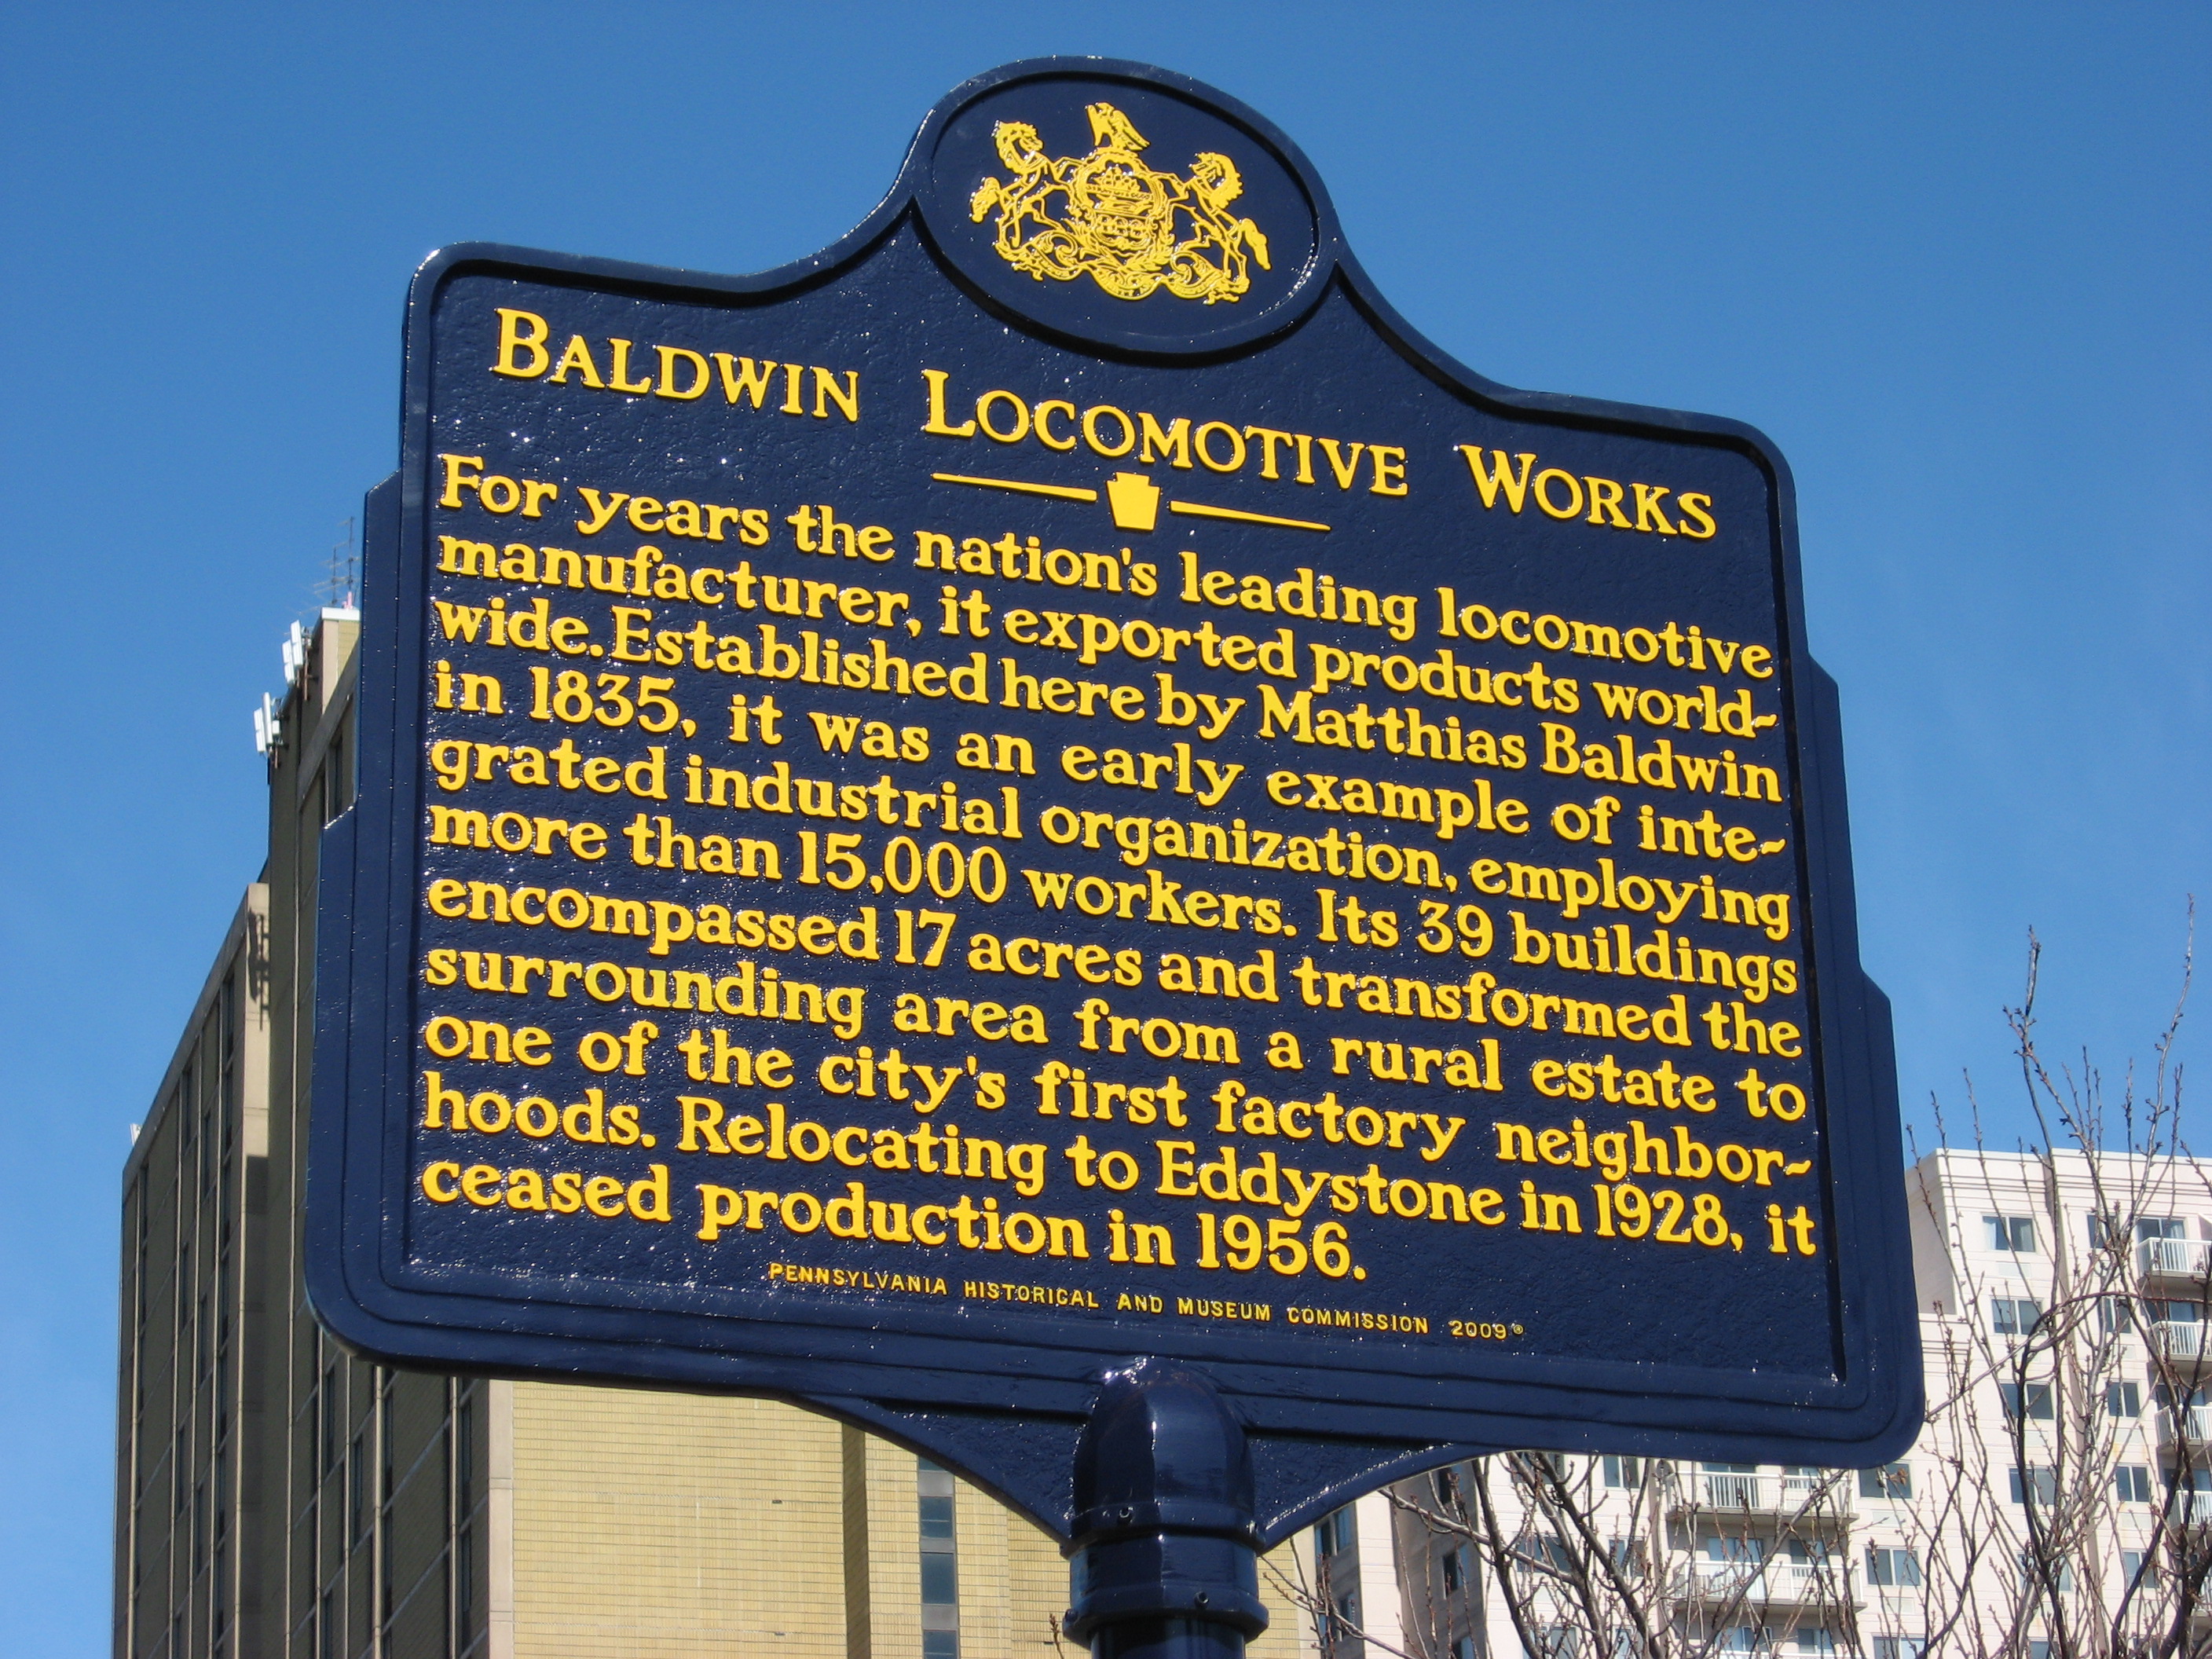 BALDWIN LOCOMOTIVE WORKS
For years the nation's leading locomotive
manufacturer, it exported products world-
wide. Established here by Matthias Baldwin
in 1835, it was an early example of inte-
grated industrial organization, employing
more than 15,000 workers. Its 39 buildings
encompassed 17 acres and transformed the
surrounding area from a rural estate to
one of the city's first factory neighbor-
hoods. Relocating to Eddystone in 1928, it
ceased production in 1956.
PENNSYLVANIA HISTORICAL AND MUSEUM COMMISSION 2009®